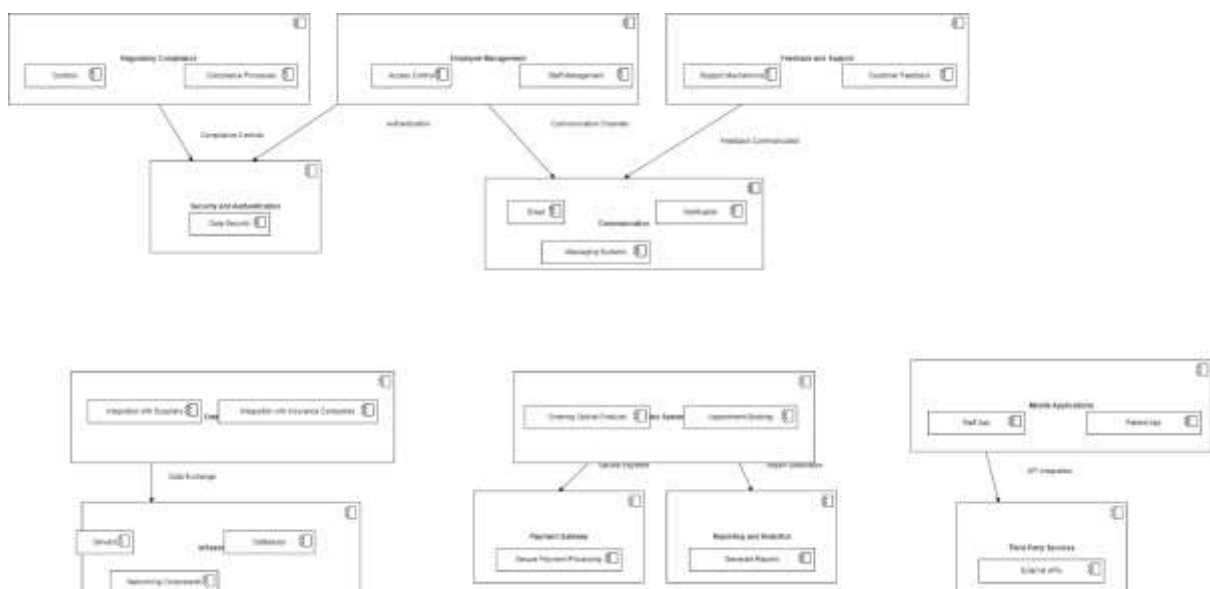 Regulatory Compliance
Controls
Compliance Processes
Employee Management
Access Control
Staff Management
Feedback and Support
Support Mechanisms
Customer Feedback
Compliance Controls
Authentication
Communication Channels
Feedback Communication
Security and Authentication
Data Security
Email
Notification
Communication
Messaging Systems
Integration with Suppliers
Integration with Insurance Companies
Ordering Optical Products
Appointment Booking
Mobile Applications
Staff App
Patient App
Data Exchange
Secure Payment
API Integration
Servers
Databases
Networking Components
Payment Gateway
Secure Payment Processing
Reporting and Analytics
Generate Reports
Third Party Services
External APIs